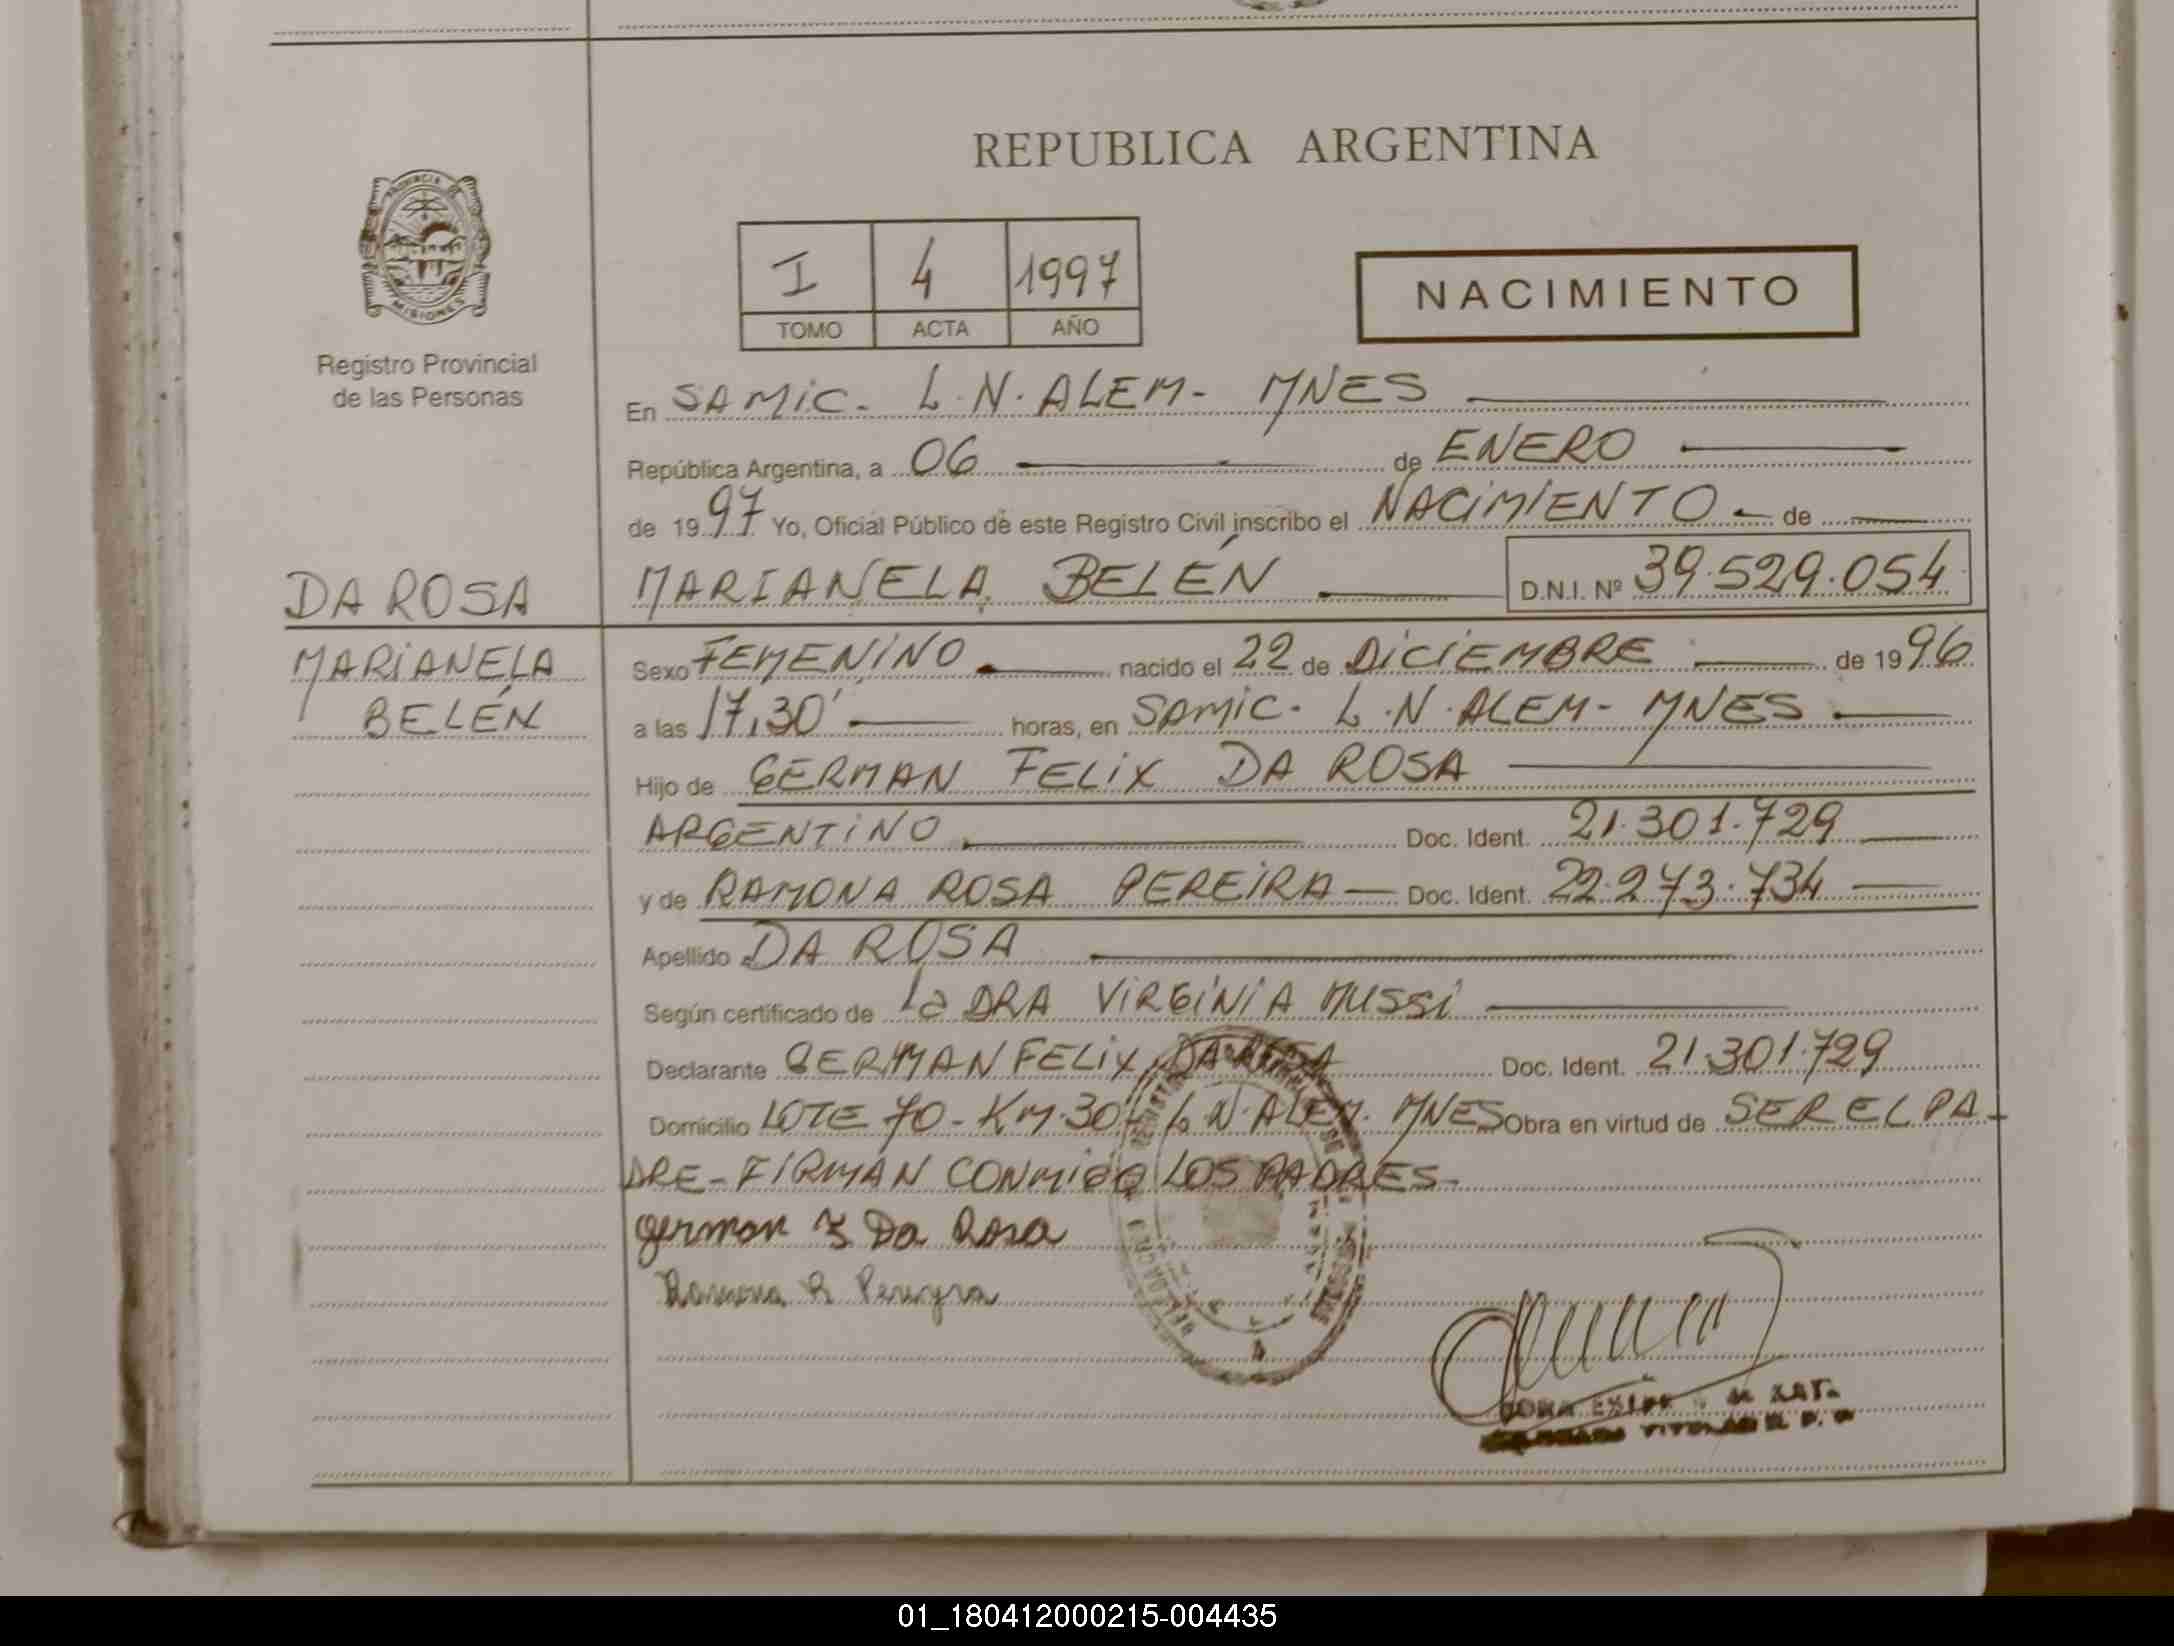 REPUBLICA ARGENTINA
PROVINCIA DE
MISIONES
Registro Provincial
de las Personas
I 4 1997
TOMO ACTA AÑO
NACIMIENTO
En SAMIC. L.N. ALEM- MNES
República Argentina, a 06 de ENERO
de 1997 Yo, Oficial Público de este Registro Civil inscribo el NACIMIENTO de
DA ROSA
MARIANELA BELÉN
MARIANELA BELÉN D.N.I. Nº 39.529.054
Sexo FEMENINO nacido el 22 de DICIEMBRE de 1996
a las 17,30' horas, en SAMIC. L.N. ALEM- MNES
Hijo de GERMAN FELIX DA ROSA
ARGENTINO Doc. Ident. 21.301.729
y de RAMONA ROSA PEREIRA Doc. Ident. 22.273.734
Apellido DA ROSA
Según certificado de La DRA VIRGINIA MUSSI
Declarante GERMAN FELIX DA ROSA Doc. Ident. 21.301.729
Domicilio LOTE 70 - KM.30 - L.N. ALEM. MNES Obra en virtud de SER EL PA-
DRE - FIRMAN CONMIGO LOS PADRES-
German F Da Rosa
Ramona R Pereyra
TITULAR
01_180412000215-004435